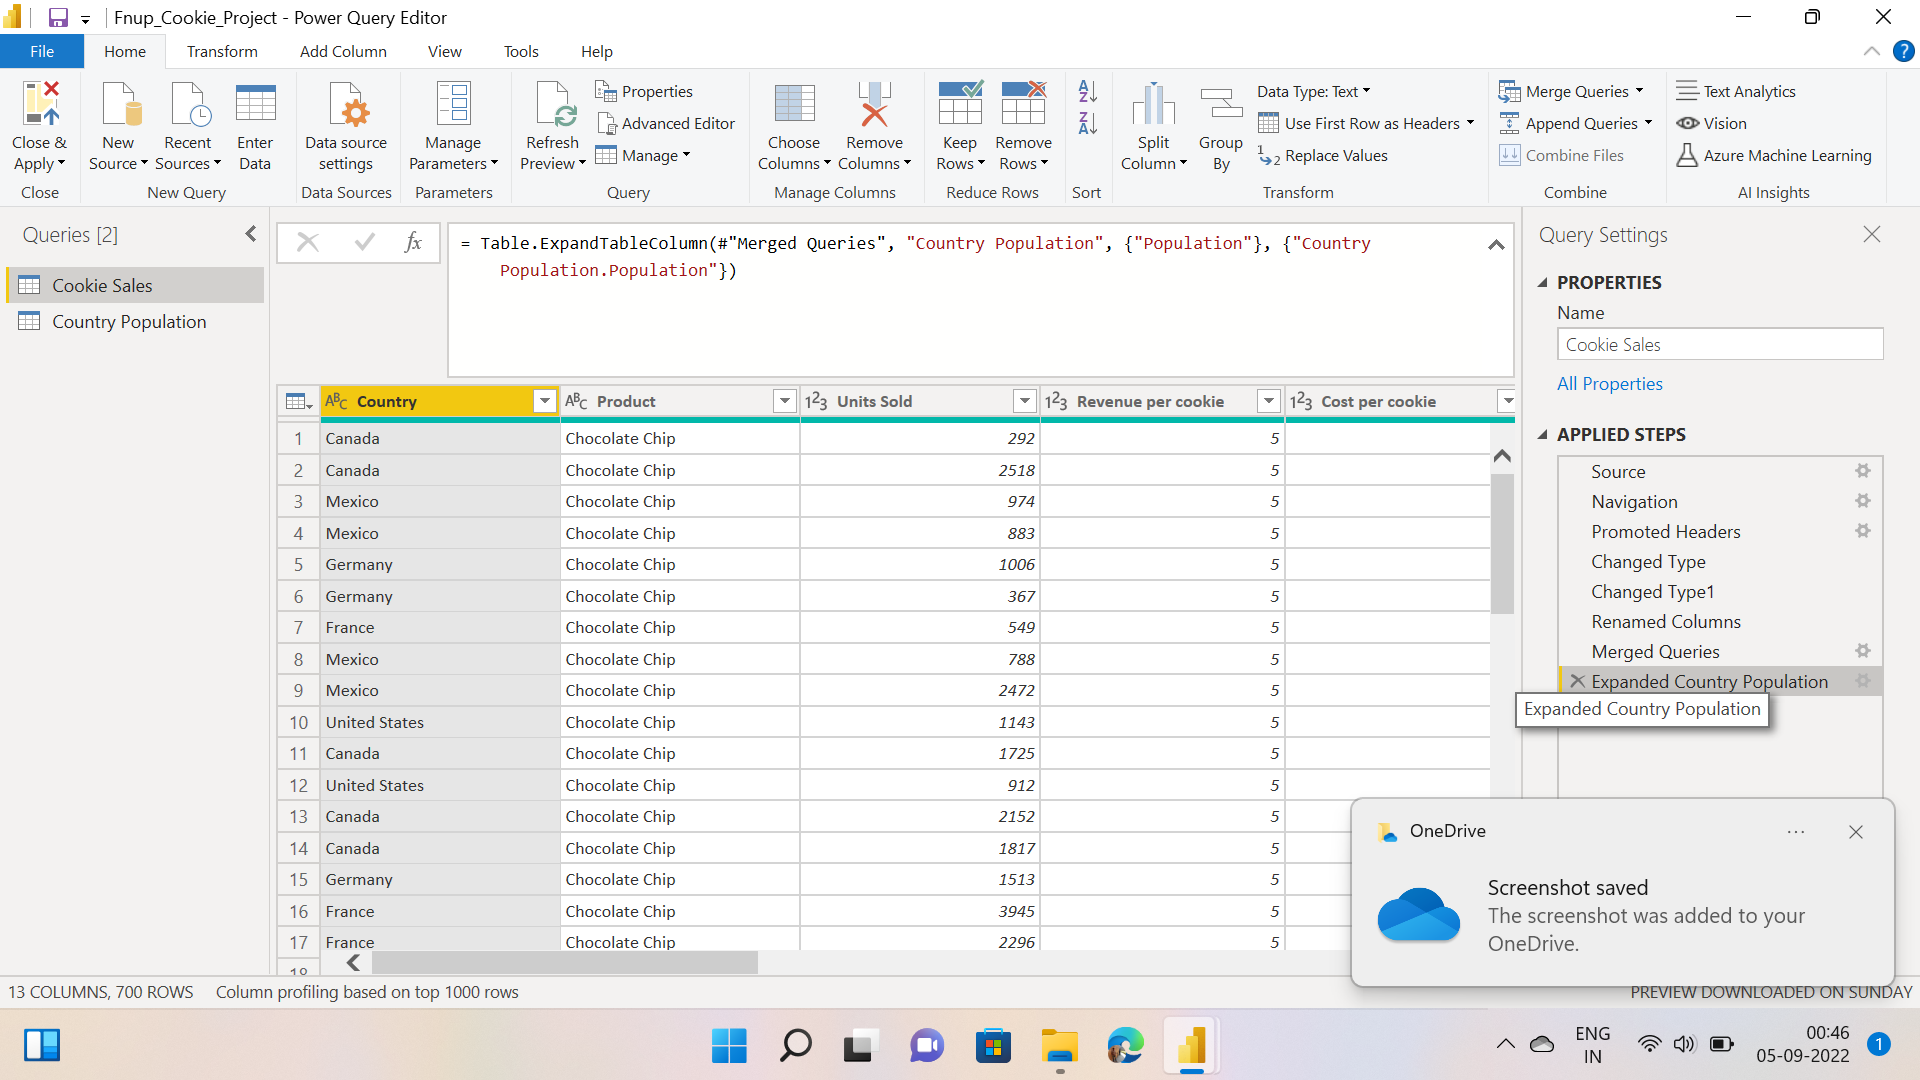 Fnup_Cookie_Project - Power Query Editor
File Home Transform Add Column View Tools Help
Close & Apply
Close
New Source
Recent Sources
Enter Data
New Query
Data source settings
Data Sources
Manage Parameters
Parameters
Refresh Preview
Properties
Advanced Editor
Manage
Query
Choose Columns
Remove Columns
Manage Columns
Keep Rows
Remove Rows
Reduce Rows
Sort
Split Column
Group By
Data Type: Text
Use First Row as Headers
Replace Values
Transform
Merge Queries
Append Queries
Combine Files
Combine
Text Analytics
Vision
Azure Machine Learning
AI Insights
Queries [2]
Cookie Sales
Country Population
fx
= Table.ExpandTableColumn(#"Merged Queries", "Country Population", {"Population"}, {"Country
Population.Population"})
Country Product Units Sold Revenue per cookie Cost per cookie
1 Canada Chocolate Chip 292 5
2 Canada Chocolate Chip 2518 5
3 Mexico Chocolate Chip 974 5
4 Mexico Chocolate Chip 883 5
5 Germany Chocolate Chip 1006 5
6 Germany Chocolate Chip 367 5
7 France Chocolate Chip 549 5
8 Mexico Chocolate Chip 788 5
9 Mexico Chocolate Chip 2472 5
10 United States Chocolate Chip 1143 5
11 Canada Chocolate Chip 1725 5
12 United States Chocolate Chip 912 5
13 Canada Chocolate Chip 2152 5
14 Canada Chocolate Chip 1817 5
15 Germany Chocolate Chip 1513 5
16 France Chocolate Chip 3945 5
17 France Chocolate Chip 2296 5
18
Query Settings
PROPERTIES
Name
Cookie Sales
All Properties
APPLIED STEPS
Source
Navigation
Promoted Headers
Changed Type
Changed Type1
Renamed Columns
Merged Queries
Expanded Country Population
Expanded Country Population
OneDrive
Screenshot saved
The screenshot was added to your
OneDrive.
13 COLUMNS, 700 ROWS Column profiling based on top 1000 rows
PREVIEW DOWNLOADED ON SUNDAY
ENG
IN
00:46
05-09-2022
1